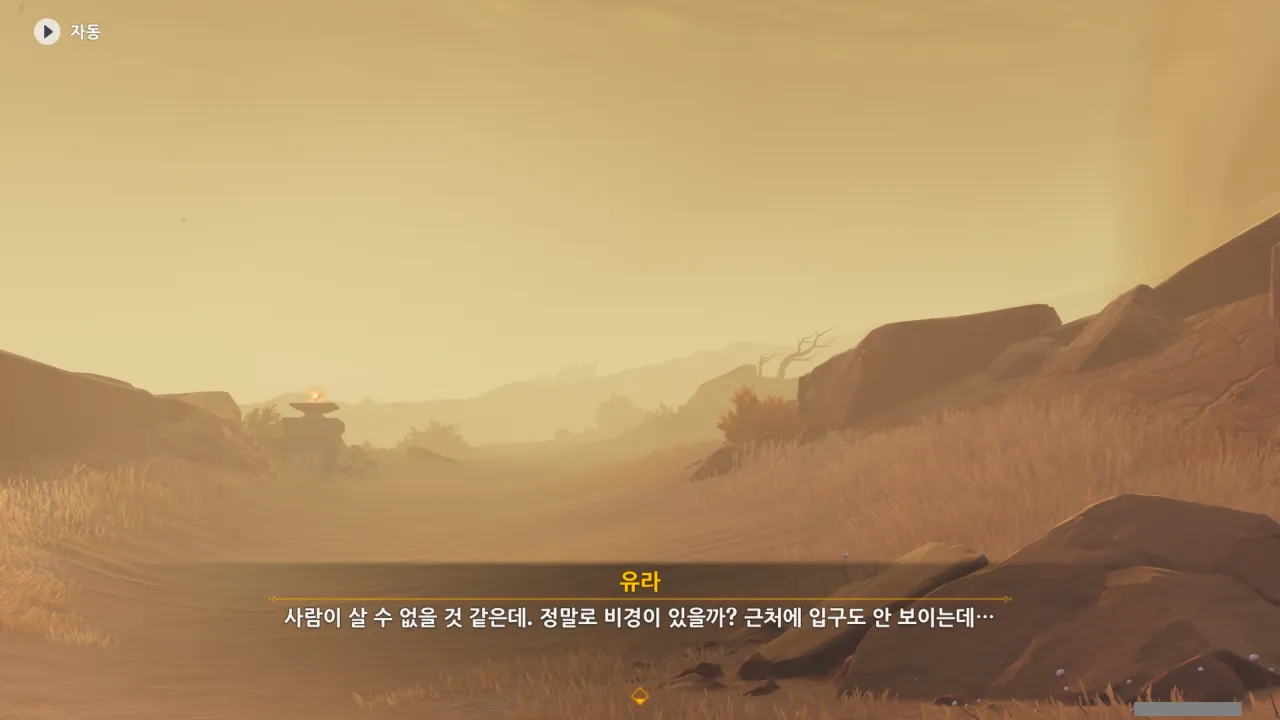 자동
유라
사람이 살 수 없을 것 같은데. 정말로 비경이 있을까? 근처에 입구도 안 보이는데…